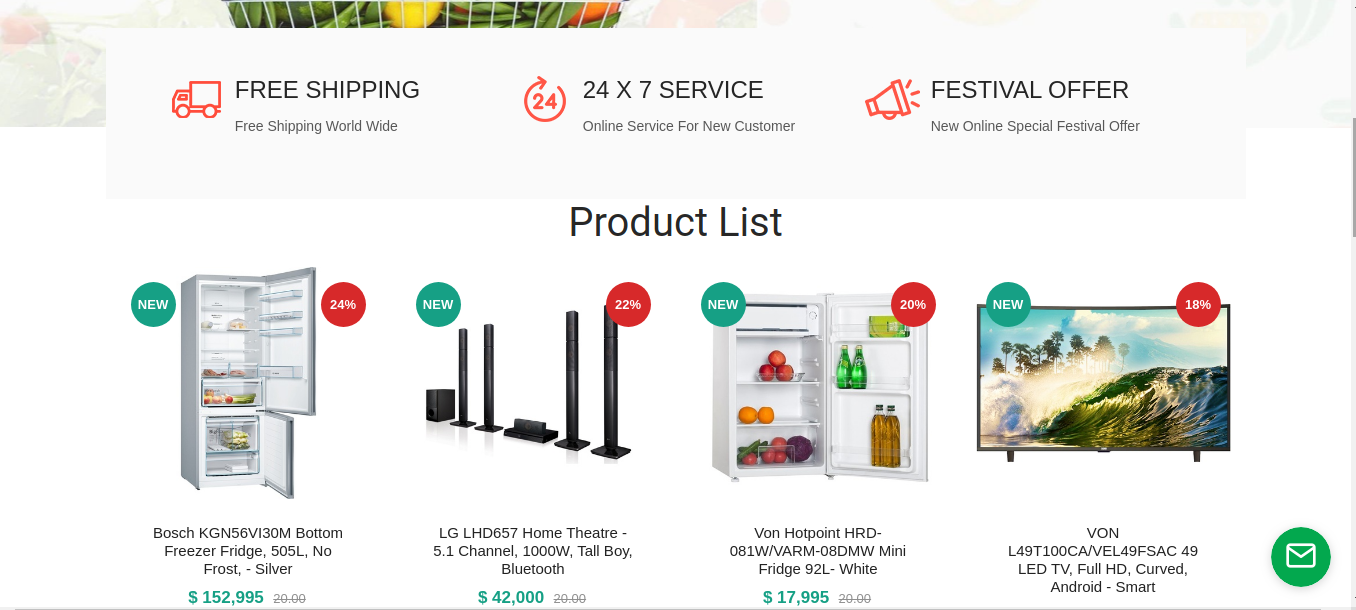 FREE SHIPPING
Free Shipping World Wide
24
24 X 7 SERVICE
Online Service For New Customer
FESTIVAL OFFER
New Online Special Festival Offer
Product List
NEW
24%
NEW
22%
NEW
20%
NEW
18%
Bosch KGN56VI30M Bottom
Freezer Fridge, 505L, No
Frost, - Silver
$ 152,995 20.00
LG LHD657 Home Theatre -
5.1 Channel, 1000W, Tall Boy,
Bluetooth
$ 42,000 20.00
Von Hotpoint HRD-
081W/VARM-08DMW Mini
Fridge 92L- White
$ 17,995 20.00
VON
L49T100CA/VEL49FSAC 49
LED TV, Full HD, Curved,
Android - Smart